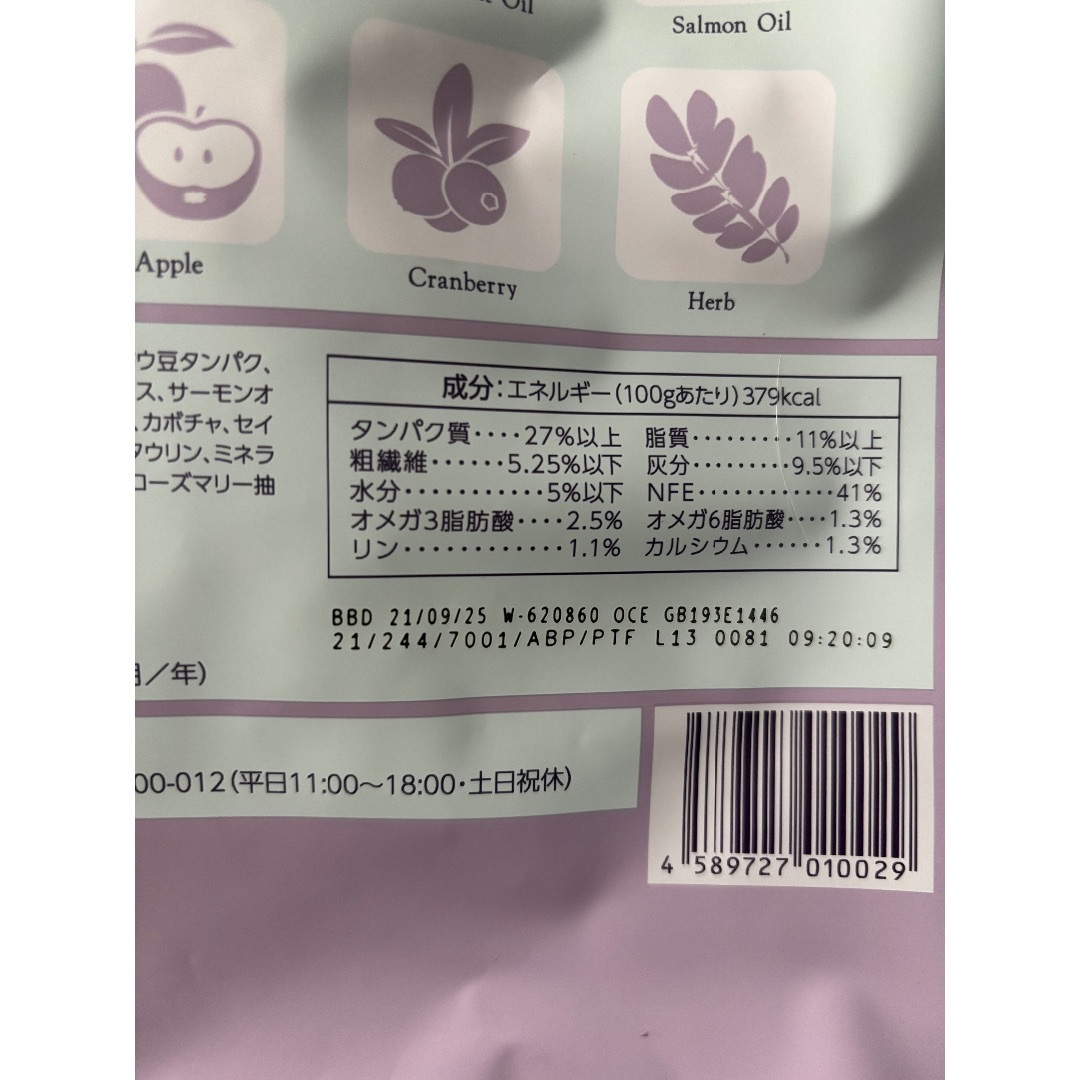 Oil
Salmon Oil
Apple
Cranberry
Herb
ウ豆タンパク、
ス、サーモンオ
、カボチャ、セイ
タウリン、ミネラ
ローズマリー抽
月/年)
成分:エネルギー(100gあたり)379kcal
タンパク質････27%以上 脂質･････････11%以上
粗繊維･･････5.25%以下 灰分･････････9.5%以下
水分･･･････････5%以下 NFE････････････41%
オメガ3脂肪酸････2.5% オメガ6脂肪酸････1.3%
リン･････････････1.1% カルシウム･･････1.3%
BBD 21/09/25 W-620860 OCE GB193E1446
21/244/7001/ABP/PTF L13 0081 09:20:09
00-012(平日11:00〜18:00・土日祝休)
4 589727 010029